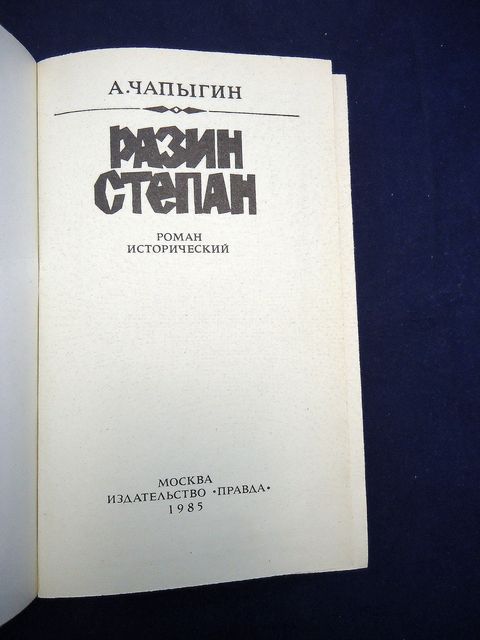 А.ЧАПЫГИН
РАЗИН
СТЕПАН
РОМАН
ИСТОРИЧЕСКИЙ
МОСКВА
ИЗДАТЕЛЬСТВО «ПРАВДА»
1985